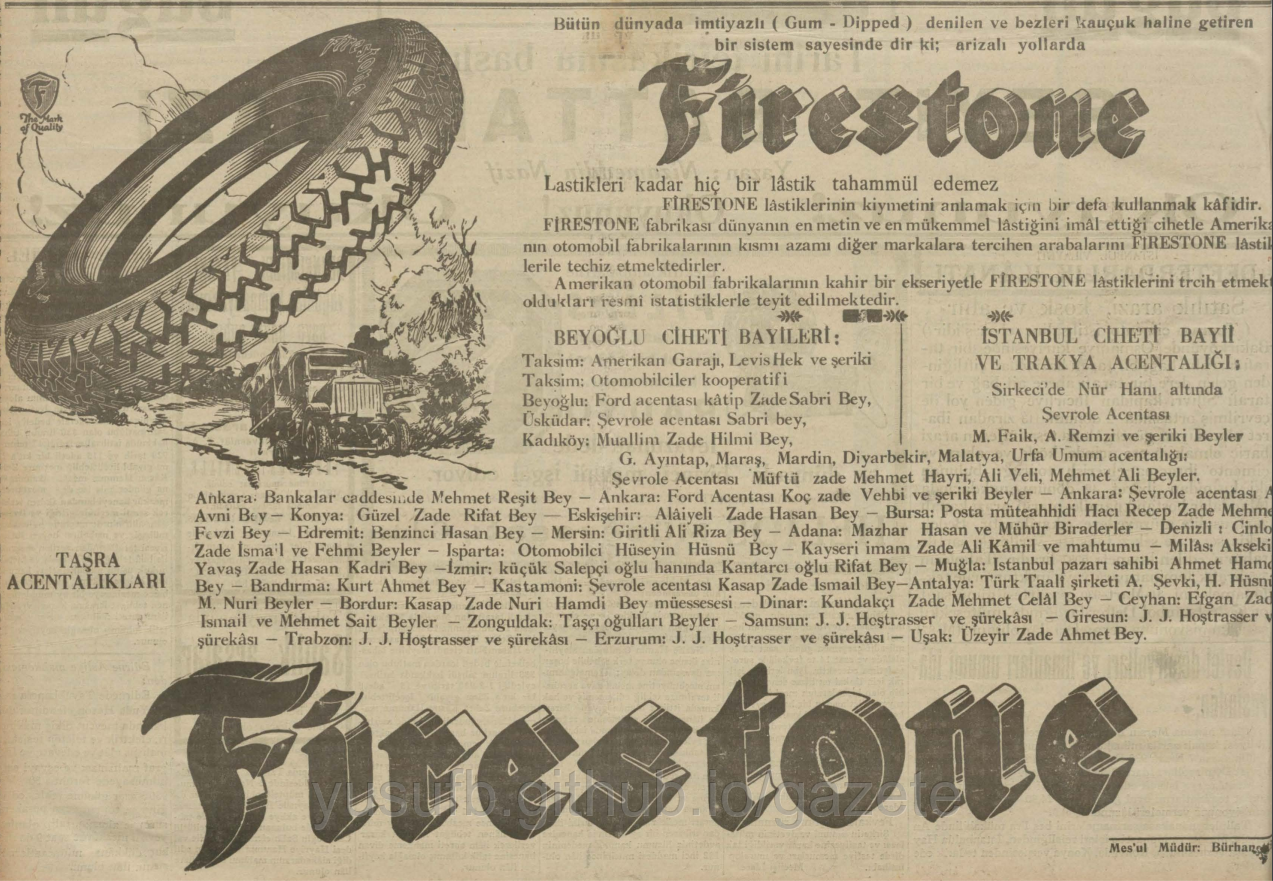 Bütün dünyada imtiyazlı ( Gum - Dipped ) denilen ve bezleri kauçuk haline getiren
bir sistem sayesinde dir ki; arizalı yollarda
Firestone
F
The Mark
of Quality
Firestone
Lastikleri kadar hiç bir lâstik tahammül edemez
FİRESTONE lâstiklerinin kiymetini anlamak için bir defa kullanmak kâfidir.
FİRESTONE fabrikası dünyanın en metin ve en mükemmel lâstiğini imâl ettiği cihetle Amerika
nın otomobil fabrikalarının kısmı azamı diğer markalara tercihen arabalarını FİRESTONE lâstik
lerile techiz etmektedirler.
Amerikan otomobil fabrikalarının kahir bir ekseriyetle FİRESTONE lâstiklerini trcih etmekt
oldukları resmî istatistiklerle teyit edilmektedir.
BEYOĞLU CİHETİ BAYİLERİ:
Taksim: Amerikan Garajı, Levis Hek ve şeriki
Taksim: Otomobilciler kooperatifi
Beyoğlu: Ford acentası kâtip Zade Sabri Bey,
Üsküdar: Şevrole acentası Sabri bey,
Kadıköy: Muallim Zade Hilmi Bey,
İSTANBUL CİHETİ BAYİİ
VE TRAKYA ACENTALIĞI:
Sirkeci'de Nûr Hanı altında
Şevrole Acentası
M. Faik, A. Remzi ve şeriki Beyler
G. Ayıntap, Maraş, Mardin, Diyarbekir, Malatya, Urfa Umum acentalığı:
Şevrole Acentası Müftü zade Mehmet Hayri, Ali Veli, Mehmet Ali Beyler.
TAŞRA
ACENTALIKLARI
Ankara: Bankalar caddesinde Mehmet Reşit Bey — Ankara: Ford Acentası Koç zade Vehbi ve şeriki Beyler — Ankara: Şevrole acentası A
Avni Bey — Konya: Güzel Zade Rifat Bey — Eskişehir: Alâiyeli Zade Hasan Bey — Bursa: Posta müteahhidi Hacı Recep Zade Mehme
Fevzi Bey — Edremit: Benzinci Hasan Bey — Mersin: Giritli Ali Riza Bey — Adana: Mazhar Hasan ve Mühür Biraderler — Denizli : Cinlo
Zade İsmail ve Fehmi Beyler — Isparta: Otomobilci Hüseyin Hüsnü Bey — Kayseri imam Zade Ali Kâmil ve mahtumu — Milâs: Akseki
Yavaş Zade Hasan Kadri Bey —İzmir: küçük Salepçi oğlu hanında Kantarcı oğlu Rifat Bey — Muğla: Istanbul pazarı sahibi Ahmet Hamd
Bey — Bandırma: Kurt Ahmet Bey — Kastamoni: Şevrole acentası Kasap Zade Ismail Bey—Antalya: Türk Taali şirketi A. Şevki, H. Hüsnü
M. Nuri Beyler — Bordur: Kasap Zade Nuri Hamdi Bey müessesesi — Dinar: Kundakçı Zade Mehmet Celâl Bey — Ceyhan: Efgan Zad
Ismail ve Mehmet Sait Beyler — Zonguldak: Taşçı oğulları Beyler — Samsun: J. J. Hoştrasser ve şürekâsı — Giresun: J. J. Hoştrasser v
şürekâsı — Trabzon: J. J. Hoştrasser ve şürekâsı — Erzurum: J. J. Hoştrasser ve şürekâsı — Uşak: Üzeyir Zade Ahmet Bey.
Firestone
yusufb.github.io/gazete
Mes'ul Müdür: Bürhan